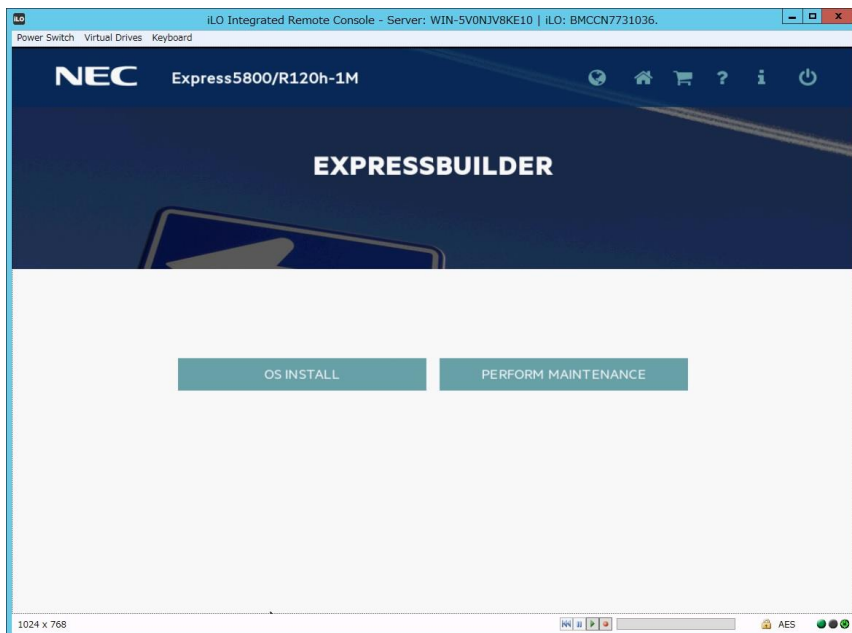 iLO
iLO Integrated Remote Console - Server: WIN-5V0NJV8KE10 | iLO: BMCCN7731036.
Power Switch Virtual Drives Keyboard
NEC Express5800/R120h-1M
EXPRESSBUILDER
OS INSTALL PERFORM MAINTENANCE
1024 x 768 AES